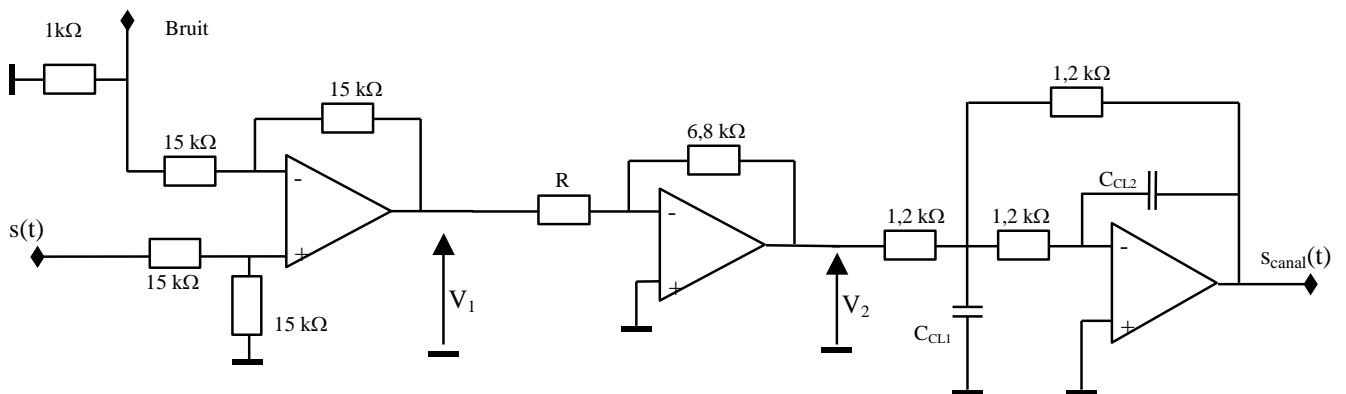 1kΩ
Bruit
15 kΩ
15 kΩ
-
+
s(t)
15 kΩ
15 kΩ
V1
R
6,8 kΩ
-
+
V2
1,2 kΩ
1,2 kΩ
1,2 kΩ
CCL2
CCL1
-
+
scanal(t)